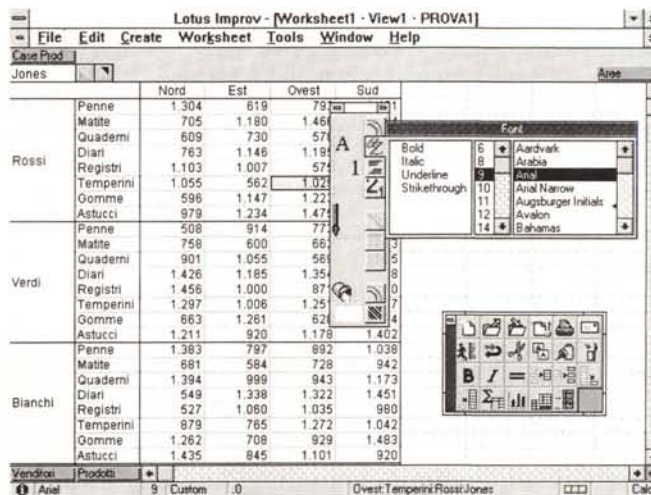 Lotus Improv - [Worksheet1 · View1 · PROVA1]
File Edit Create Worksheet Tools Window Help
Case Prod
Jones
Aree
Nord Est Ovest Sud
Rossi
Penne 1.304 619
Matite 705 1.180
Quaderni 609 730
Diari 763 1.146
Registri 1.103 1.007
Temperini 1.055 562
Gomme 596 1.147
Astucci 979 1.234
Verdi
Penne 508 914
Matite 758 600
Quaderni 901 1.055
Diari 1.426 1.185
Registri 1.456 1.000
Temperini 1.297 1.006
Gomme 663 1.261
Astucci 1.211 920 1.178 1.402
Bianchi
Penne 1.383 797 892 1.038
Matite 681 584 728 942
Quaderni 1.394 999 943 1.173
Diari 549 1.338 1.322 1.451
Registri 527 1.060 1.035 980
Temperini 879 765 1.272 1.042
Gomme 1.262 708 929 1.483
Astucci 1.435 845 1.101 920
A
1
Font
Bold 6 Aardvark
Italic 8 Arabia
Underline 9 Arial
Strikethrough 10 Arial Narrow
11 Augsburger Initials
12 Avalon
14 Bahamas
B I
Venditori Prodotti
Arial 9 Custom .0 Ovest:Temperini:Rossi:Jones Calc